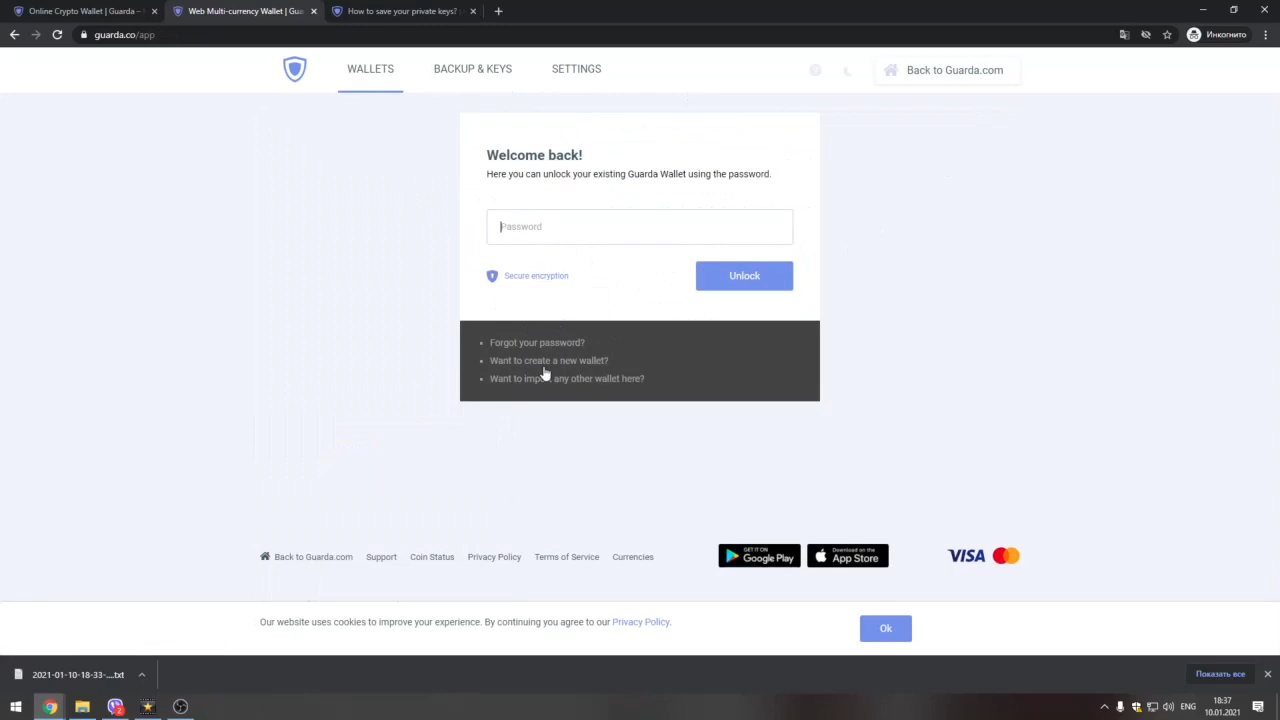 Online Crypto Wallet | Guarda –
Web Multi-currency Wallet | Gua
How to save your private keys?
guarda.co/app
Инкогнито
WALLETS
BACKUP & KEYS
SETTINGS
Back to Guarda.com
Welcome back!
Here you can unlock your existing Guarda Wallet using the password.
Password
Secure encryption
Unlock
Forgot your password?
Want to create a new wallet?
Want to import any other wallet here?
Back to Guarda.com
Support
Coin Status
Privacy Policy
Terms of Service
Currencies
GET IT ON
Google Play
Download on the
App Store
VISA
Our website uses cookies to improve your experience. By continuing you agree to our Privacy Policy.
Ok
2021-01-10-18-33-....txt
Показать все
ENG
18:37
10.01.2021